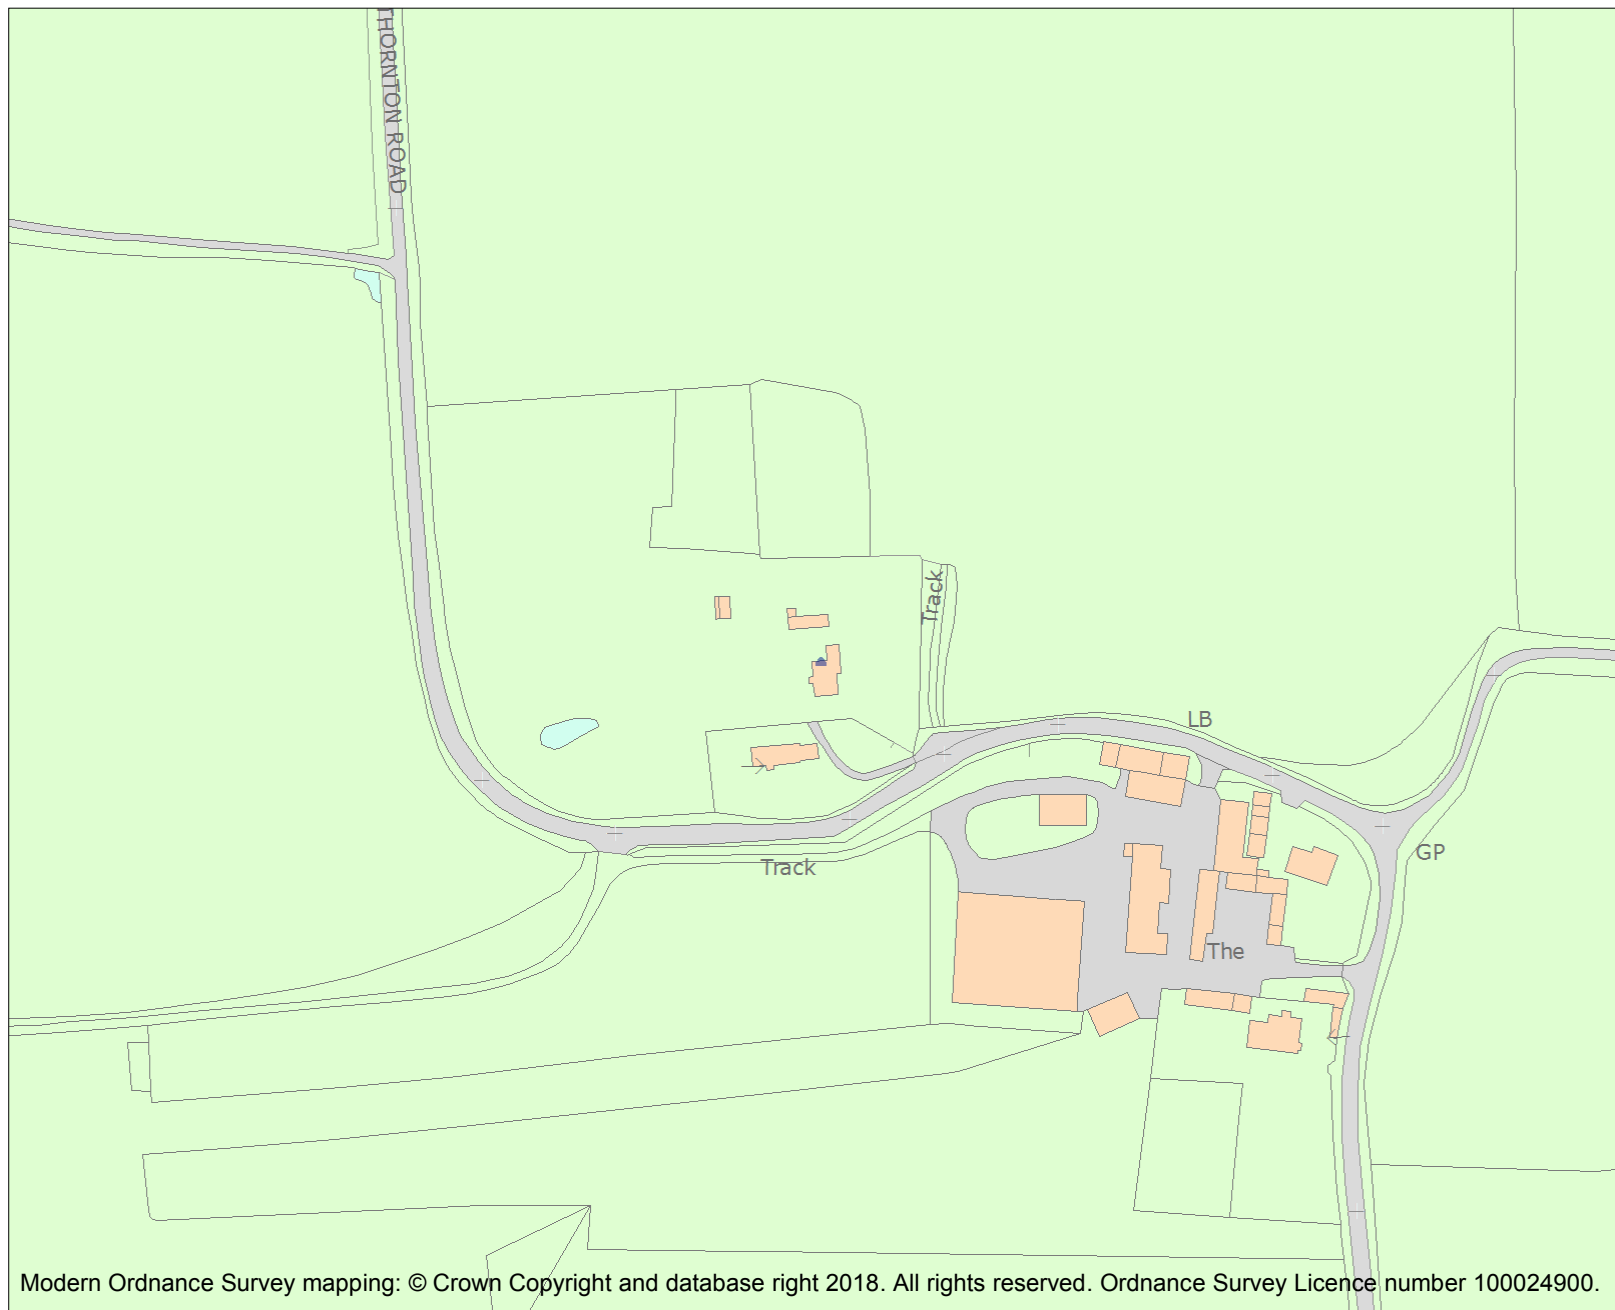 THORNTON ROAD
Track
LB
GP
Track
The
Modern Ordnance Survey mapping: © Crown Copyright and database right 2018. All rights reserved. Ordnance Survey Licence number 100024900.